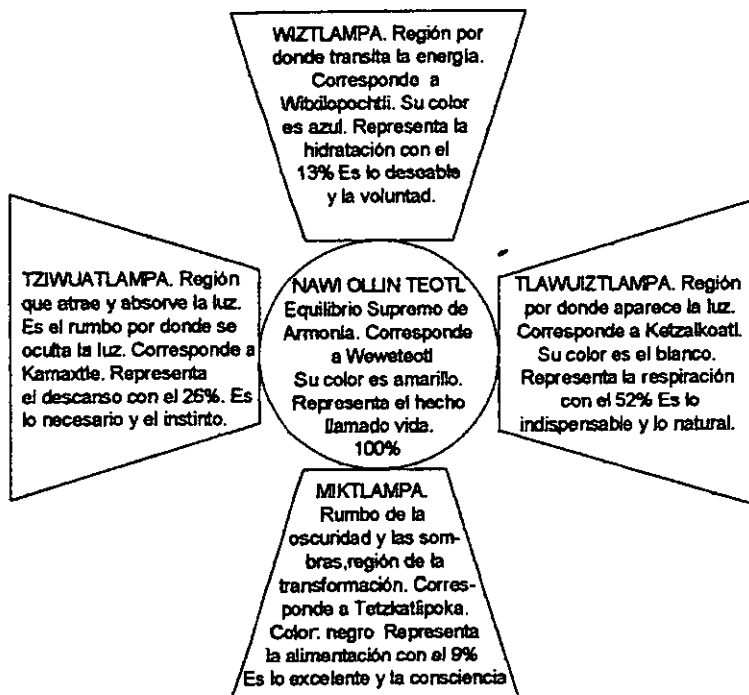 WIZTLAMPA. Región por
donde transita la energía.
Corresponde a
Witxilopochtli. Su color
es azul. Representa la
hidratación con el
13% Es lo deseable
y la voluntad.
TZIWUATLAMPA. Región
que atrae y absorve la luz.
Es el rumbo por donde se
oculta la luz. Corresponde a
Kamaxtle. Representa
el descanso con el 26%. Es
lo necesario y el instinto.
NAWI OLLIN TEOTL
Equilibrio Supremo de
Armonía. Corresponde
a Weweteotl
Su color es amarillo.
Representa el hecho
llamado vida.
100%
TLAWUIZTLAMPA. Región
por donde aparece la luz.
Corresponde a Ketzalkoatl.
Su color es el blanco.
Representa la respiración
con el 52% Es lo
indispensable y lo natural.
MIKTLAMPA.
Rumbo de la
oscuridad y las som-
bras,región de la
transformación. Corres-
ponde a Tetzkatlipoka.
Color: negro Representa
la alimentación con el 9%
Es lo excelente y la consciencia